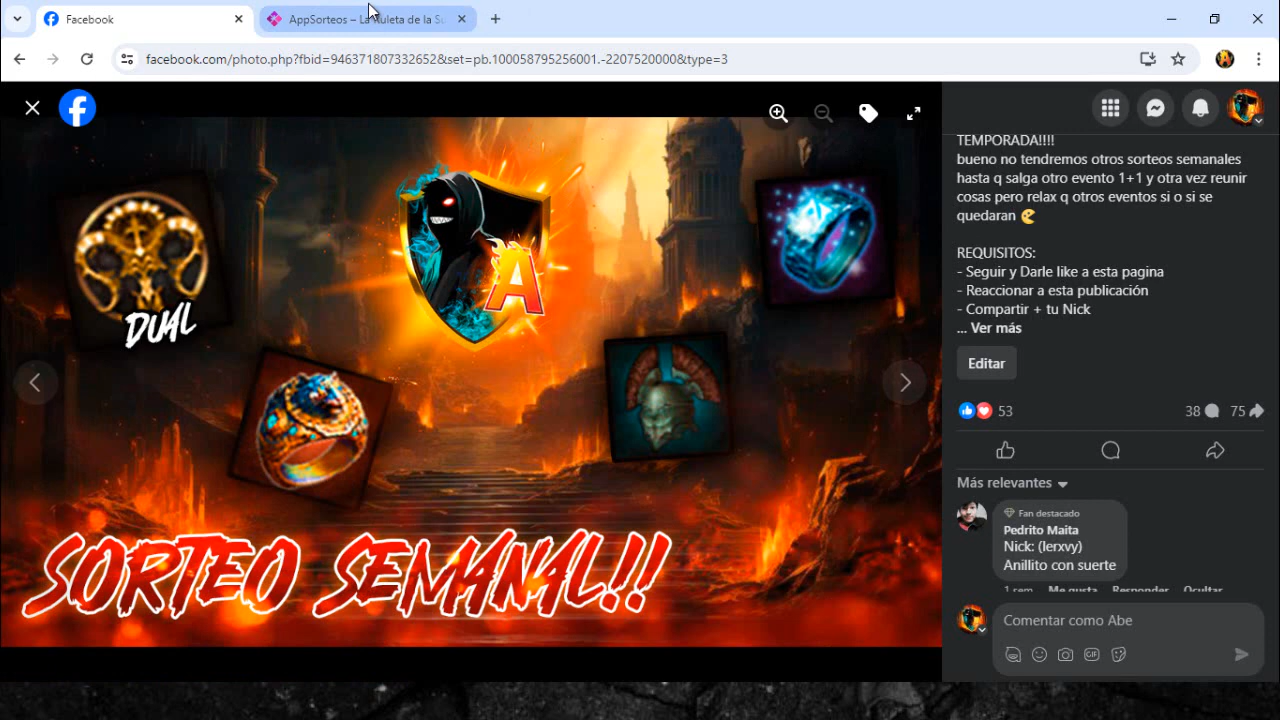 Facebook
AppSorteos – La Ruleta de la Su
facebook.com/photo.php?fbid=946371807332652&set=pb.100058795256001.-2207520000&type=3
DUAL
A
SORTEO SEMANAL!!
TEMPORADA!!!!
bueno no tendremos otros sorteos semanales
hasta q salga otro evento 1+1 y otra vez reunir
cosas pero relax q otros eventos si o si se
quedaran
REQUISITOS:
- Seguir y Darle like a esta pagina
- Reaccionar a esta publicación
- Compartir + tu Nick
... Ver más
Editar
53
38
75
Más relevantes
Fan destacado
Pedrito Maita
Nick: (lerxvy)
Anillito con suerte
1 sem Me gusta Responder Ocultar
Comentar como Abe
GIF